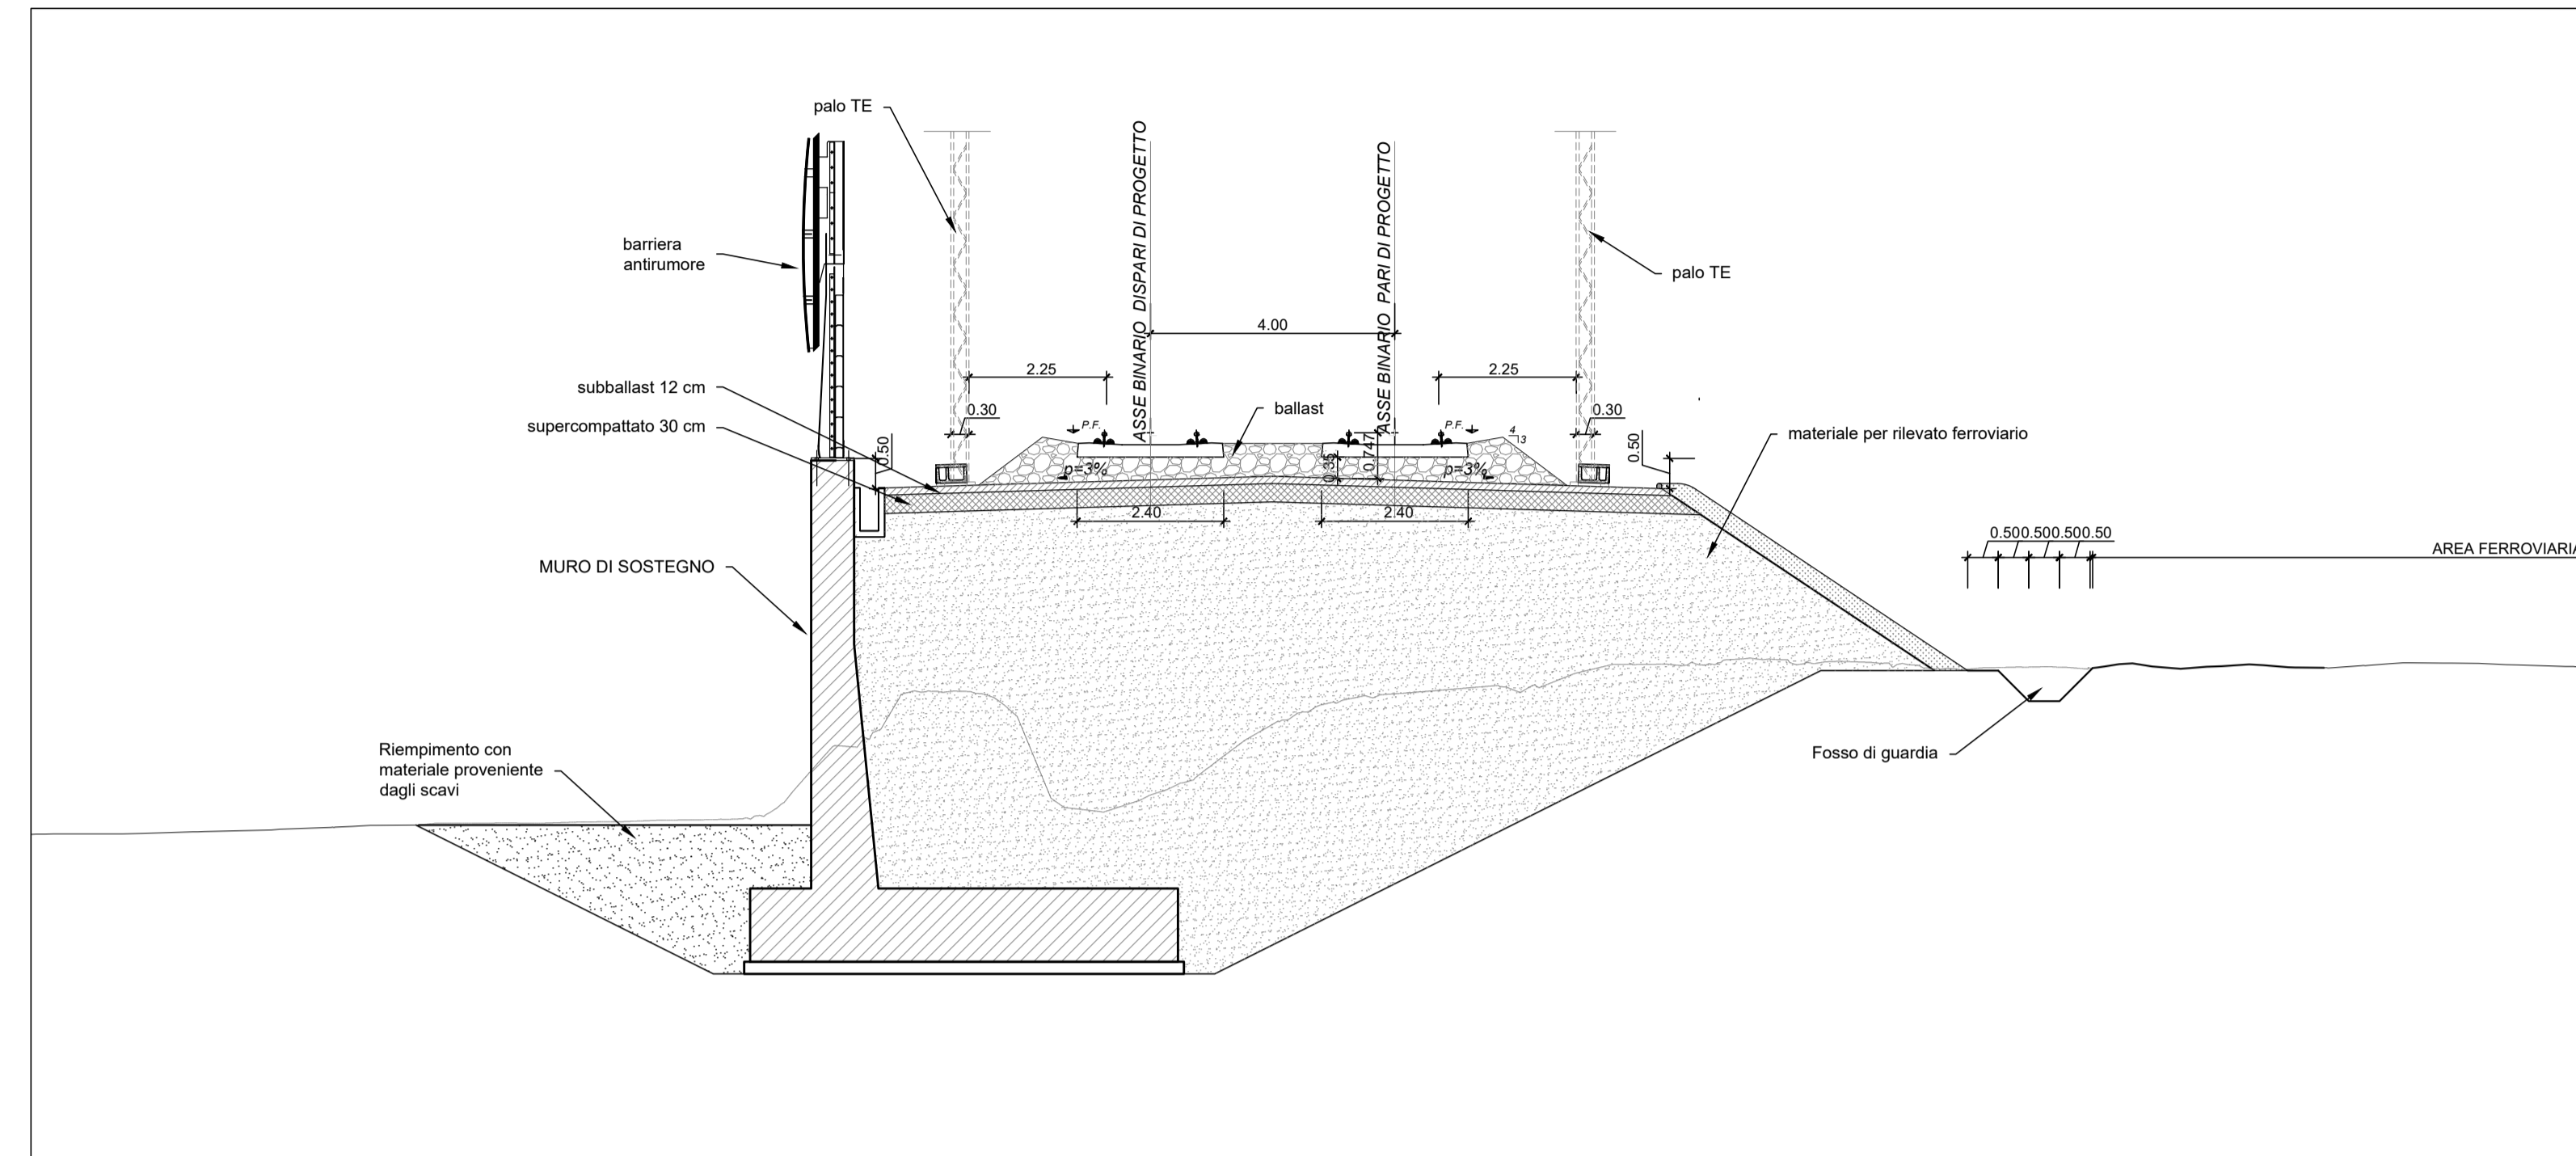 palo TE
ASSE BINARIO DISPARI DI PROGETTO
ASSE BINARIO PARI DI PROGETTO
barriera
antirumore
palo TE
4.00
2.25
2.25
subballast 12 cm
0.30
ballast
0.30
supercompattato 30 cm
P.F.
P.F.
4
3
materiale per rilevato ferroviario
0.50
0.35
0.747
0.50
p=3%
p=3%
2.40
2.40
0.50
0.50
0.50
0.50
AREA FERROVIARIA
MURO DI SOSTEGNO
Riempimento con
materiale proveniente
dagli scavi
Fosso di guardia